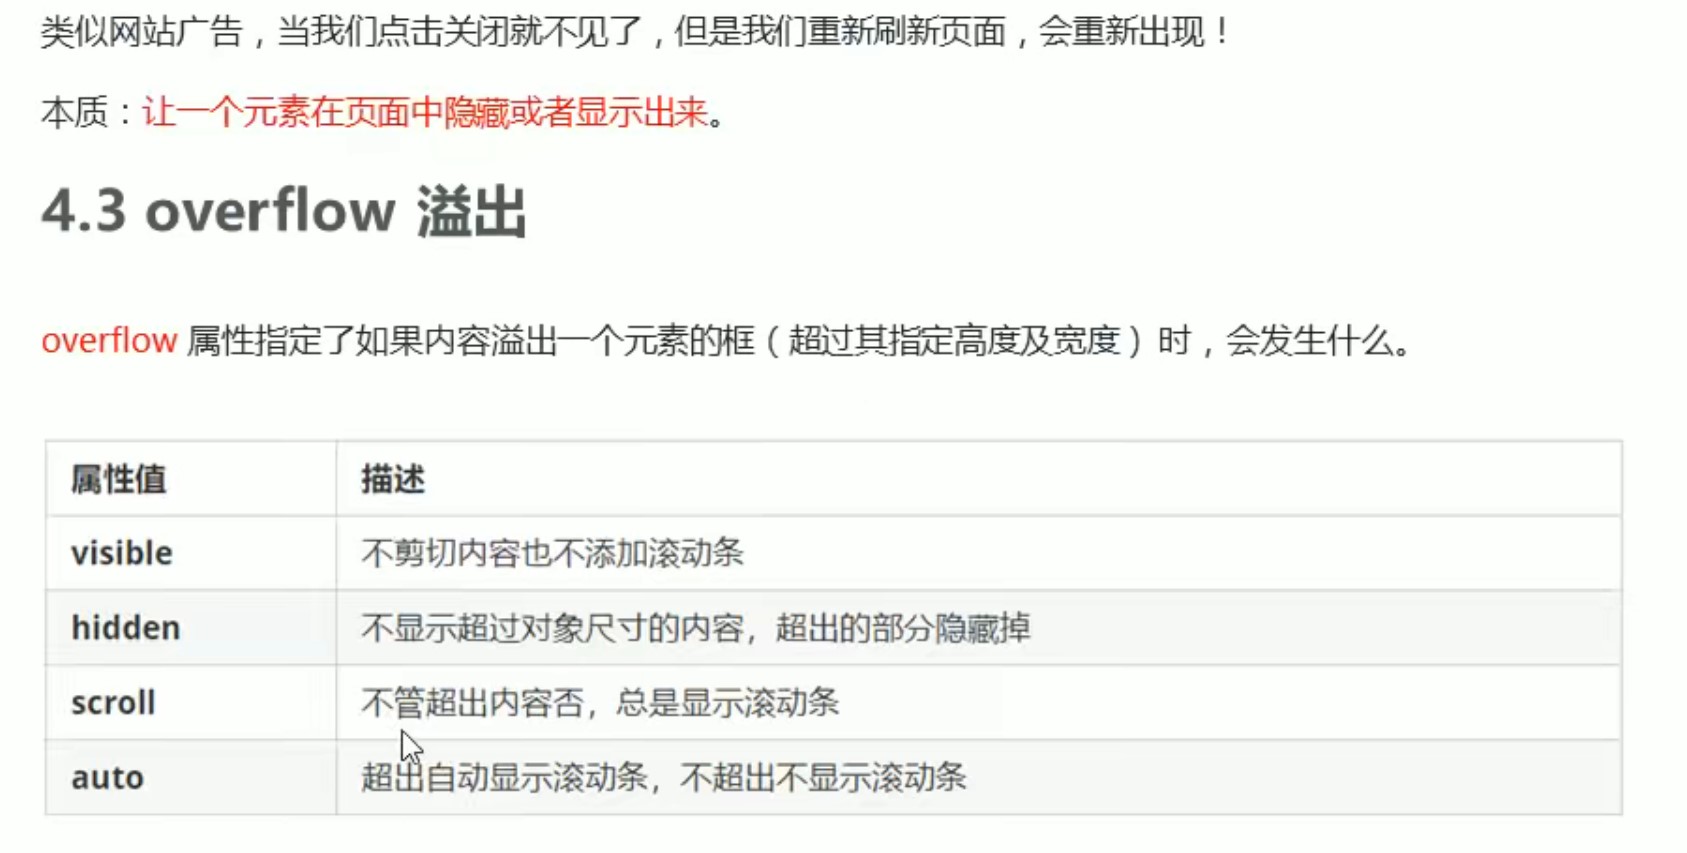 类似网站广告，当我们点击关闭就不见了，但是我们重新刷新页面，会重新出现！
本质：让一个元素在页面中隐藏或者显示出来。
4.3 overflow 溢出
overflow 属性指定了如果内容溢出一个元素的框（超过其指定高度及宽度）时，会发生什么。
属性值 描述
visible 不剪切内容也不添加滚动条
hidden 不显示超过对象尺寸的内容，超出的部分隐藏掉
scroll 不管超出内容否，总是显示滚动条
auto 超出自动显示滚动条，不超出不显示滚动条